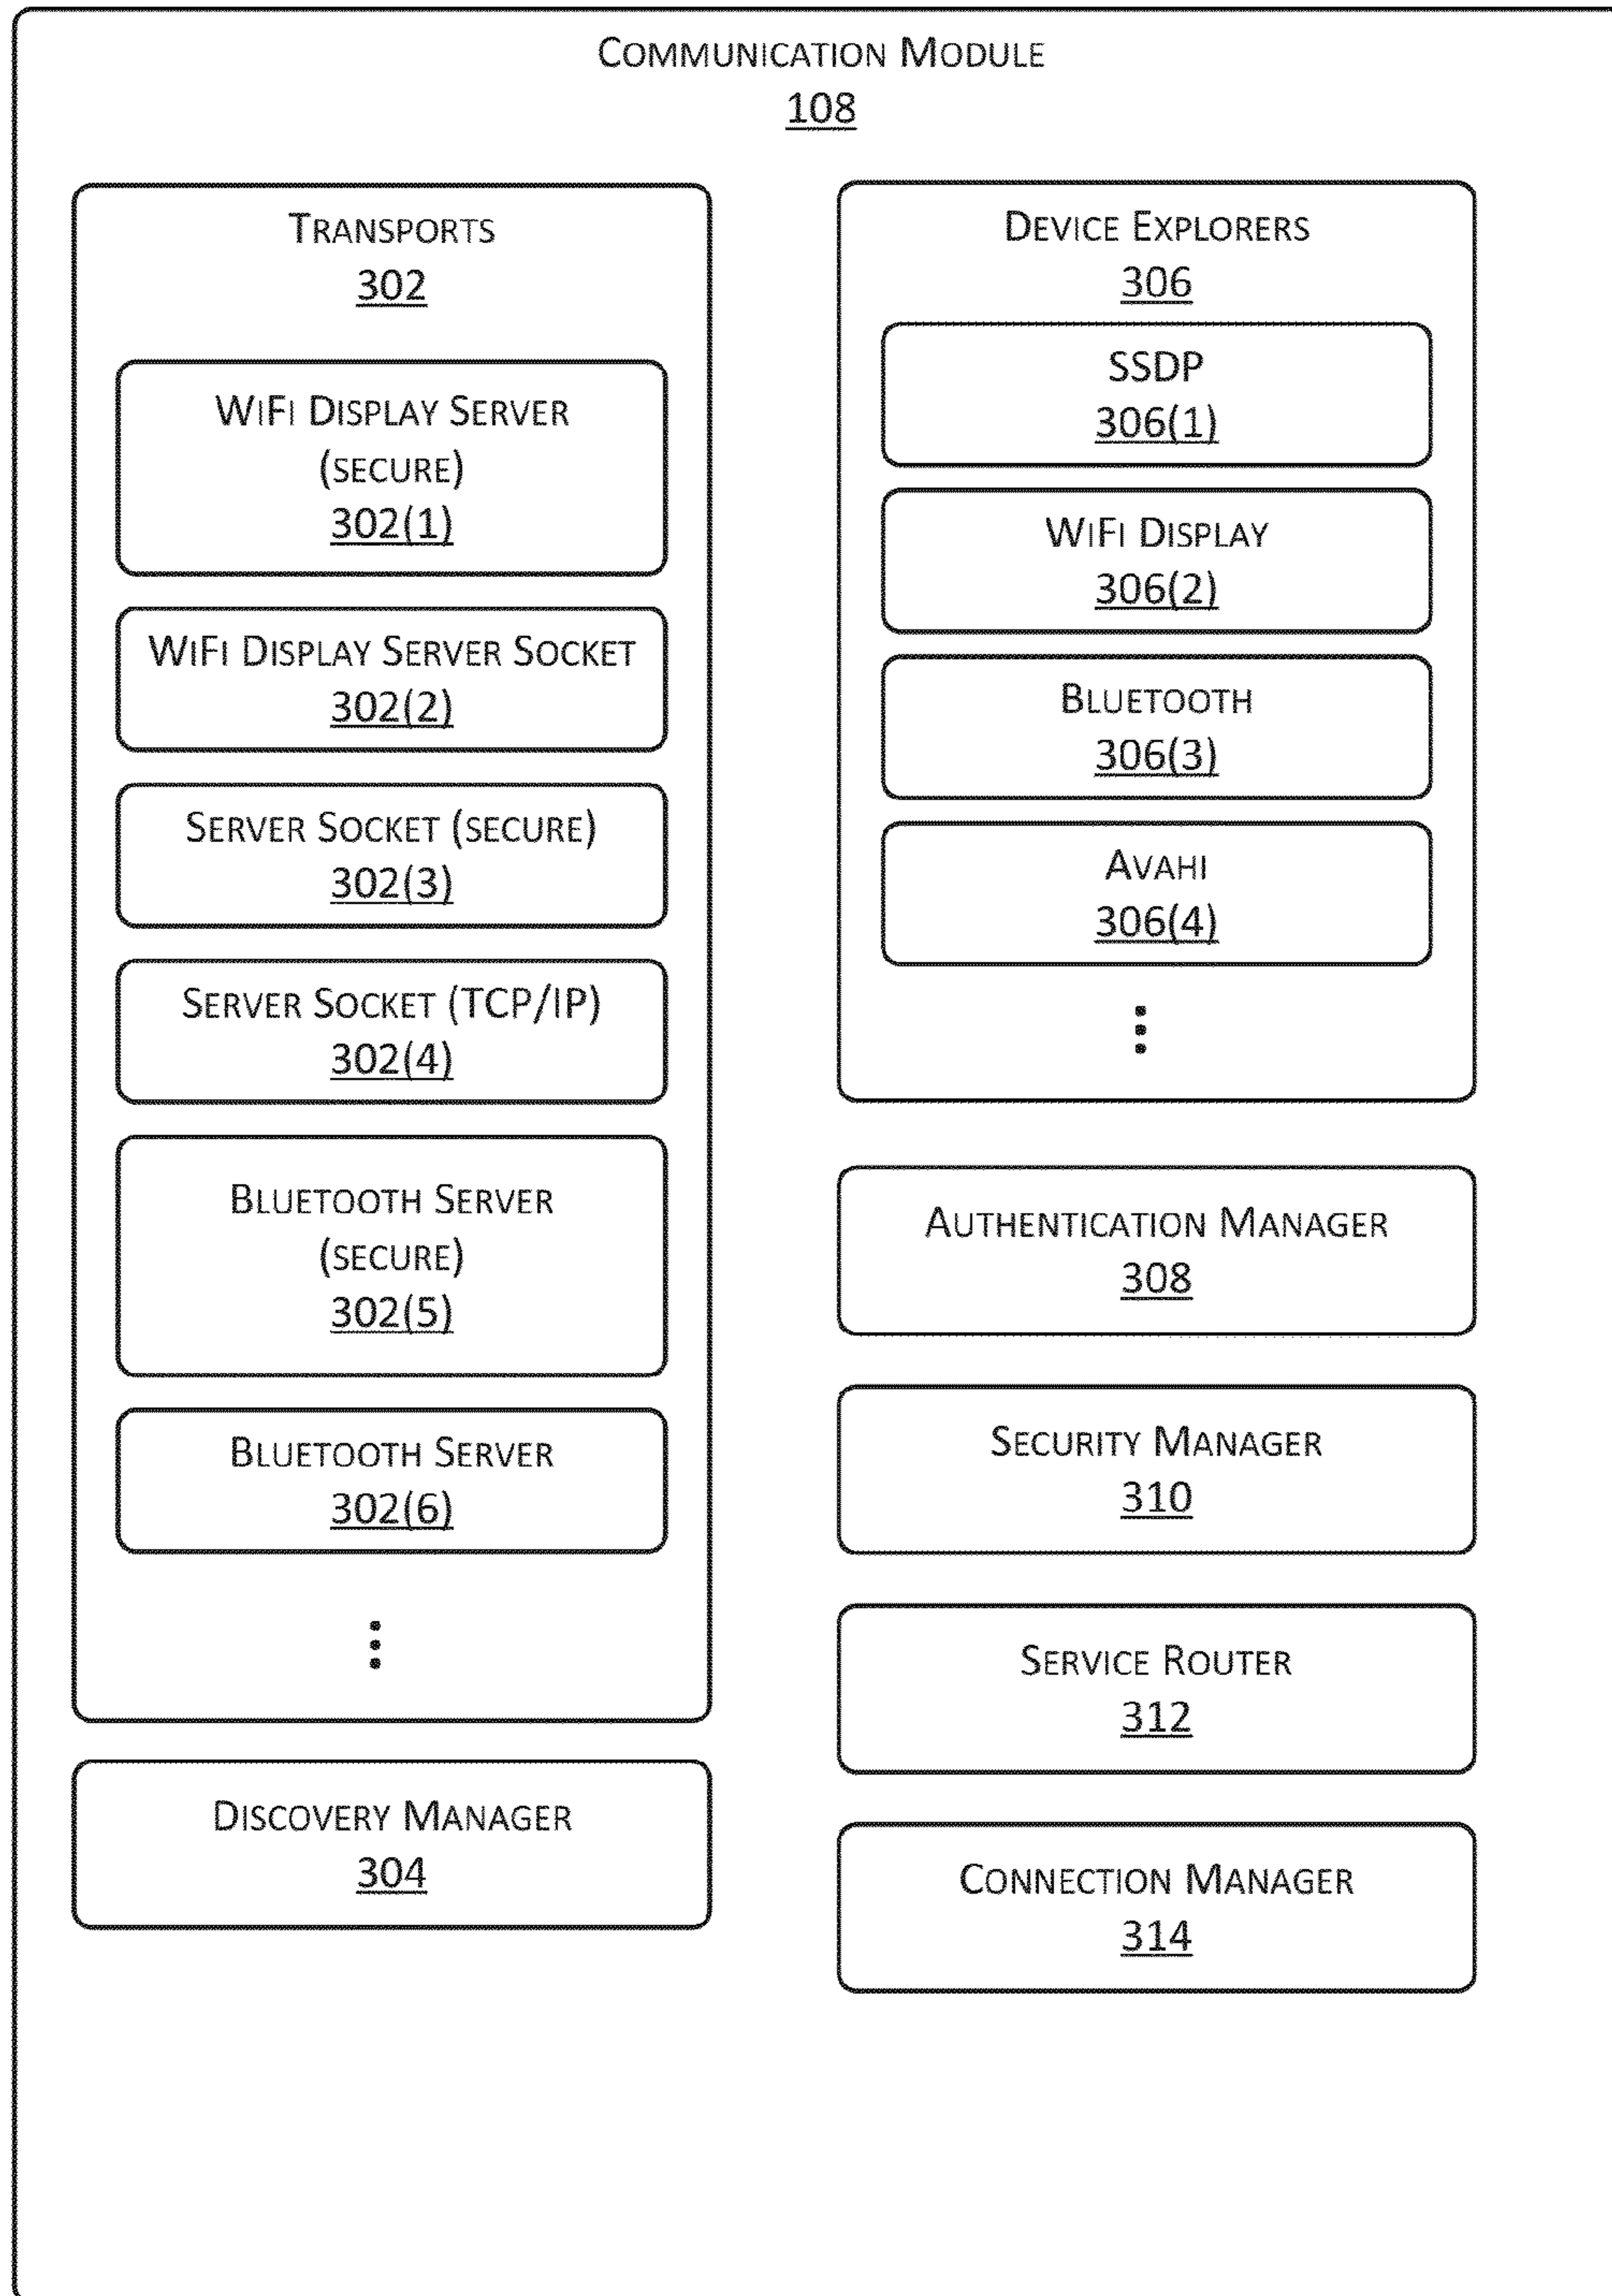 COMMUNICATION MODULE
108
TRANSPORTS
302
WIFI DISPLAY SERVER
(SECURE)
302(1)
WIFI DISPLAY SERVER SOCKET
302(2)
SERVER SOCKET (SECURE)
302(3)
SERVER SOCKET (TCP/IP)
302(4)
BLUETOOTH SERVER
(SECURE)
302(5)
BLUETOOTH SERVER
302(6)
DISCOVERY MANAGER
304
DEVICE EXPLORERS
306
SSDP
306(1)
WIFI DISPLAY
306(2)
BLUETOOTH
306(3)
AVAHI
306(4)
AUTHENTICATION MANAGER
308
SECURITY MANAGER
310
SERVICE ROUTER
312
CONNECTION MANAGER
314